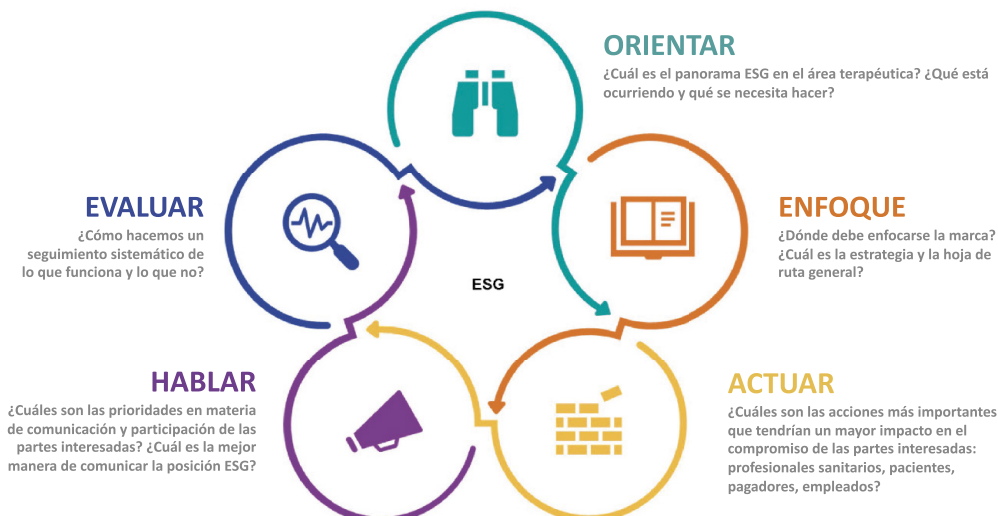 ORIENTAR
¿Cuál es el panorama ESG en el área terapéutica? ¿Qué está
ocurriendo y qué se necesita hacer?
ENFOQUE
¿Dónde debe enfocarse la marca?
¿Cuál es la estrategia y la hoja de
ruta general?
ACTUAR
¿Cuáles son las acciones más importantes
que tendrían un mayor impacto en el
compromiso de las partes interesadas:
profesionales sanitarios, pacientes,
pagadores, empleados?
HABLAR
¿Cuáles son las prioridades en materia
de comunicación y participación de las
partes interesadas? ¿Cuál es la mejor
manera de comunicar la posición ESG?
EVALUAR
¿Cómo hacemos un
seguimiento sistemático de
lo que funciona y lo que no?
ESG